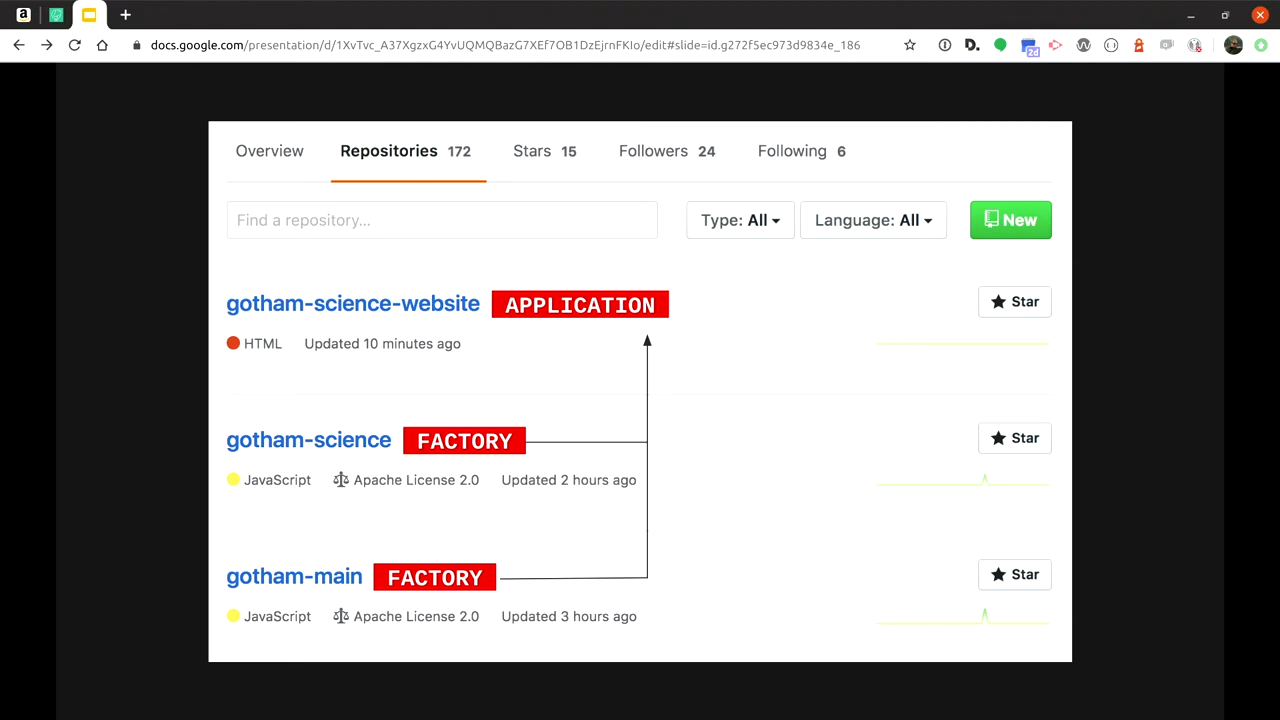 docs.google.com/presentation/d/1XvTvc_A37XgzxG4YvUQMQBazG7XEf7OB1DzEjrnFKIo/edit#slide=id.g272f5ec973d9834e_186
2d
Overview Repositories 172 Stars 15 Followers 24 Following 6
Find a repository... Type: All Language: All New
gotham-science-website APPLICATION Star
HTML Updated 10 minutes ago
gotham-science FACTORY Star
JavaScript Apache License 2.0 Updated 2 hours ago
gotham-main FACTORY Star
JavaScript Apache License 2.0 Updated 3 hours ago